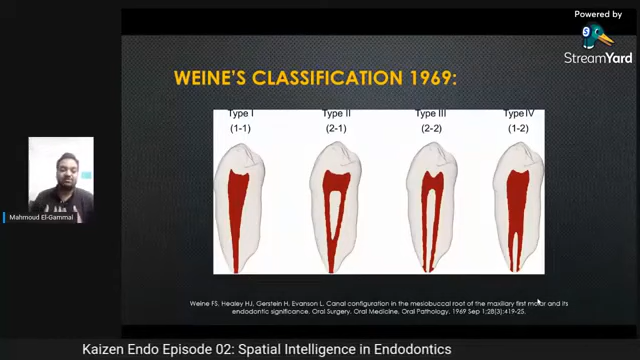 Powered by
S
StreamYard
WEINE'S CLASSIFICATION 1969:
Type I Type II Type III Type IV
(1-1) (2-1) (2-2) (1-2)
Mahmoud El-Gammal
Weine FS, Healey HJ, Gerstein H, Evanson L. Canal configuration in the mesiobuccal root of the maxillary first molar and its
endodontic significance. Oral Surgery, Oral Medicine, Oral Pathology. 1969 Sep 1;28(3):419-25.
Kaizen Endo Episode 02: Spatial Intelligence in Endodontics